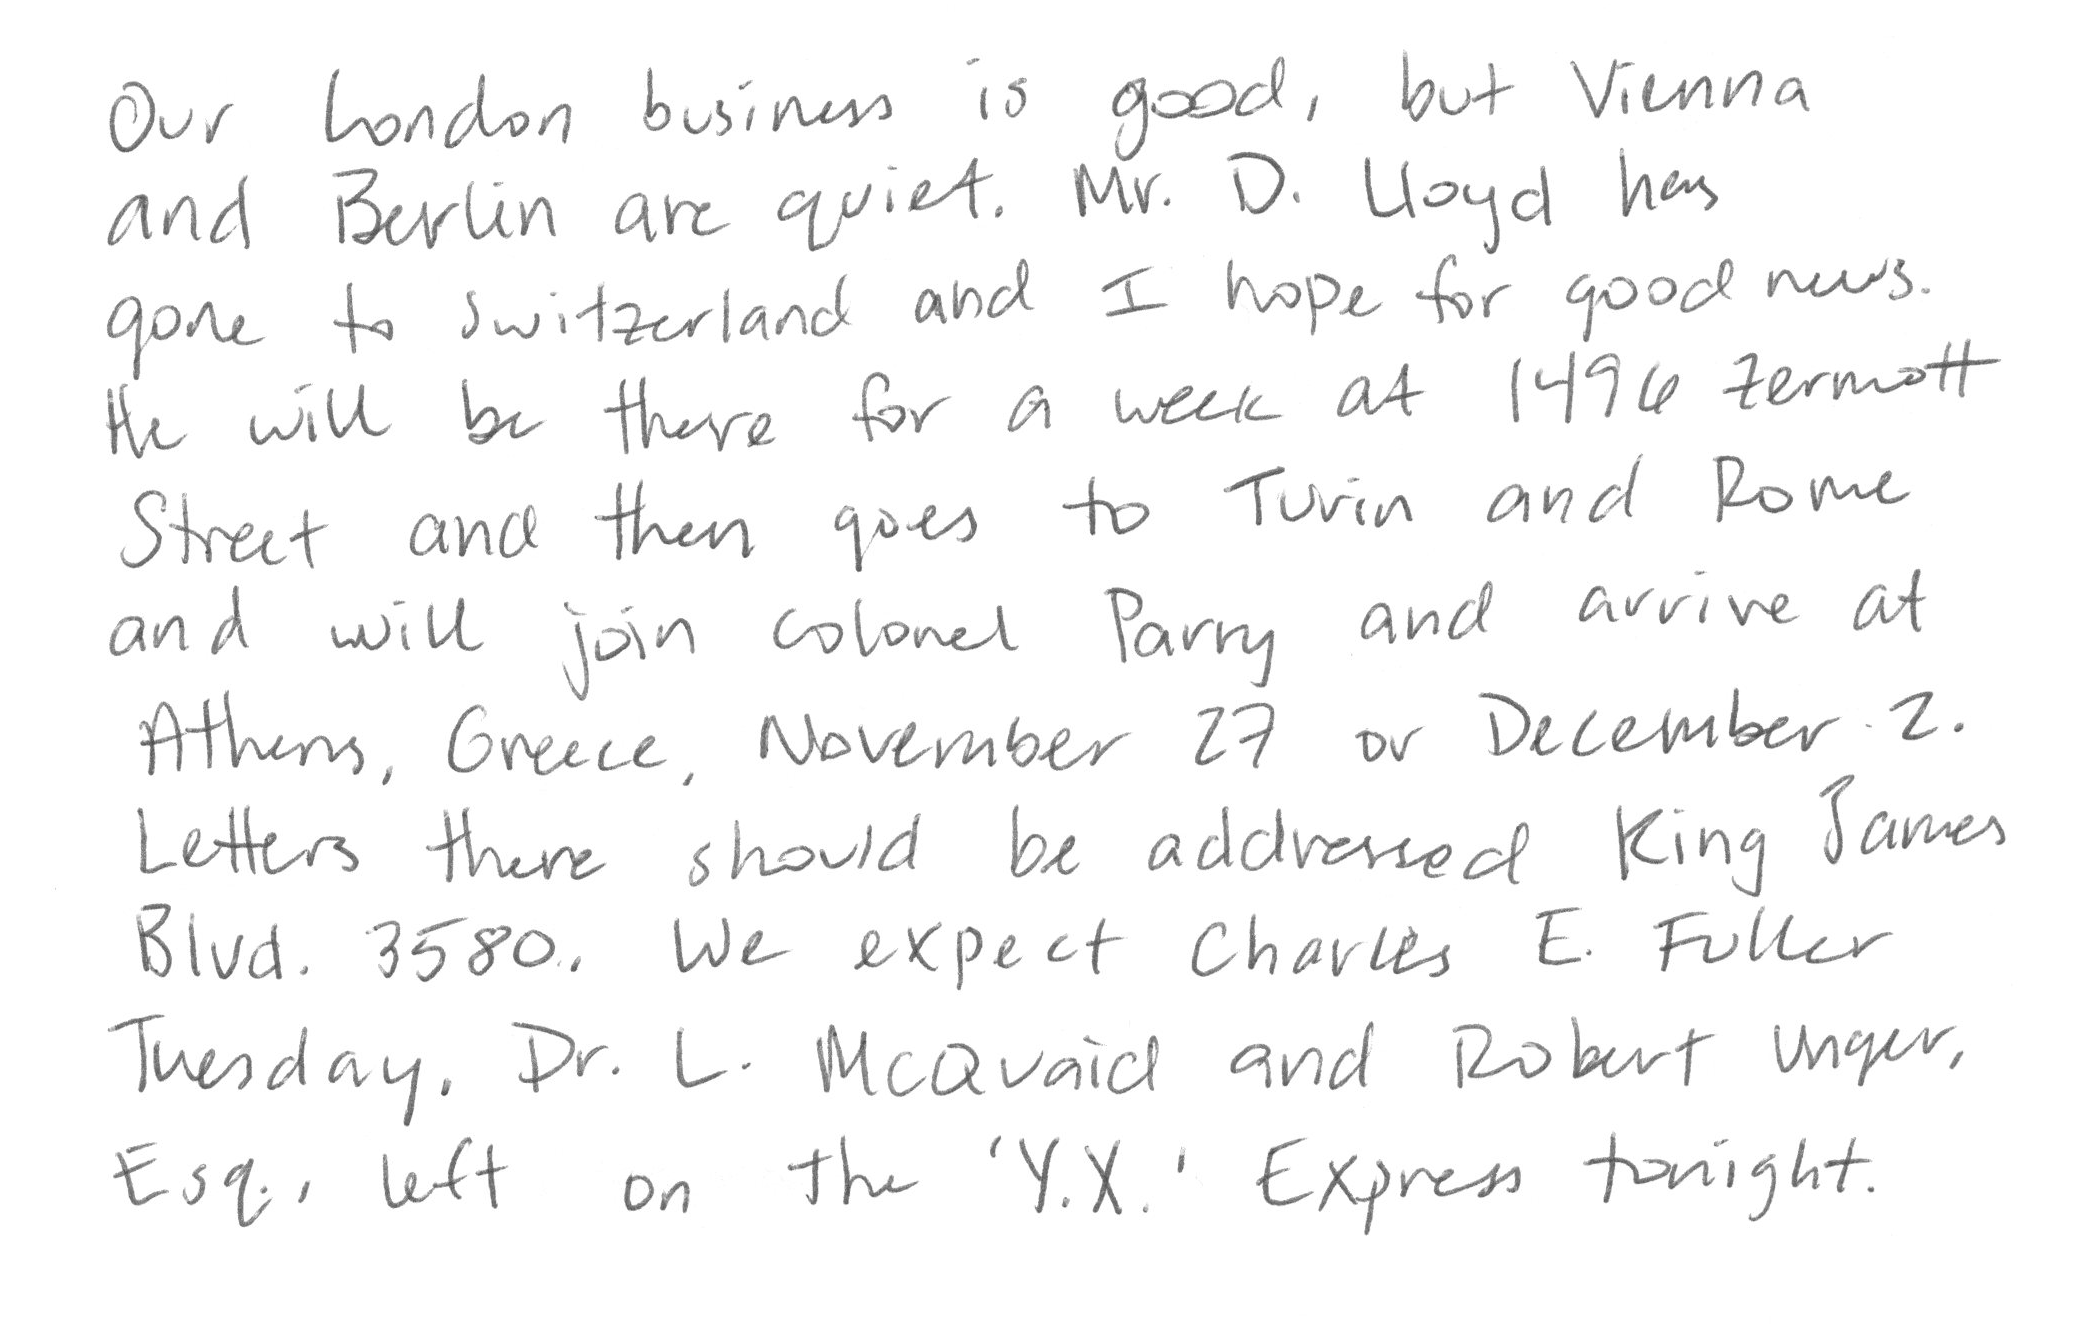 Our London business is good, but Vienna
and Berlin are quiet. Mr. D. Lloyd has
gone to Switzerland and I hope for good news.
He will be there for a week at 1496 Zermott
Street and then goes to Turin and Rome
and will join Colonel Parry and arrive at
Athens, Greece, November 27 or December 2.
Letters there should be addressed King James
Blvd. 3580. We expect Charles E. Fuller
Tuesday. Dr. L. McQuaid and Robert Unger,
Esq., left on the 'Y.X.' Express tonight.